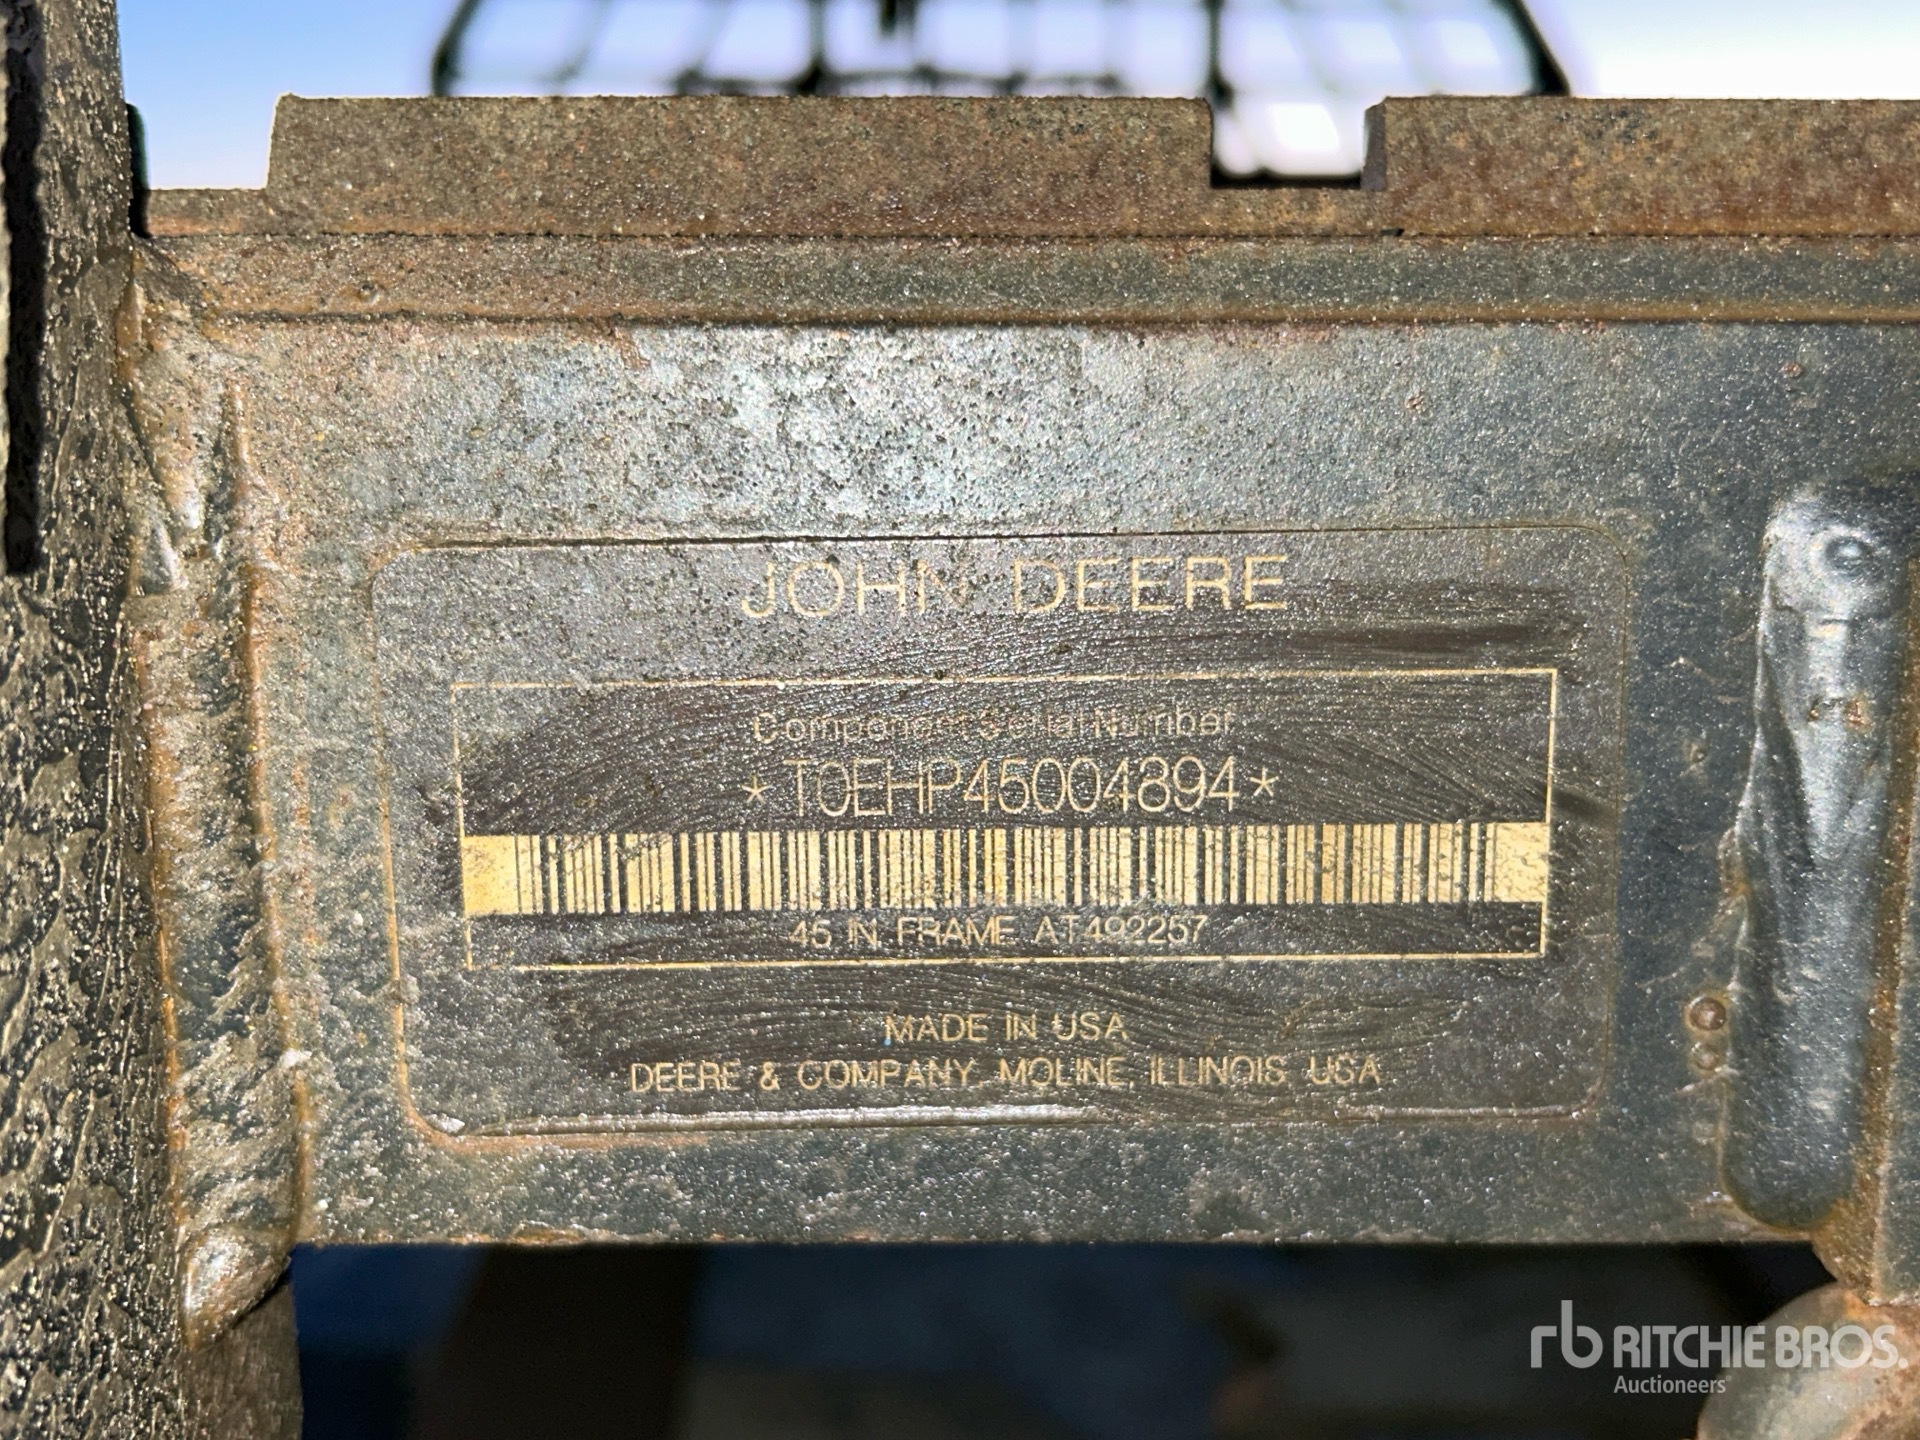 JOHN DEERE
Component Serial Number
*T0EHP45004894*
45 IN FRAME AT492257
MADE IN USA
DEERE & COMPANY, MOLINE, ILLINOIS USA
rb RITCHIE BROS.
Auctioneers